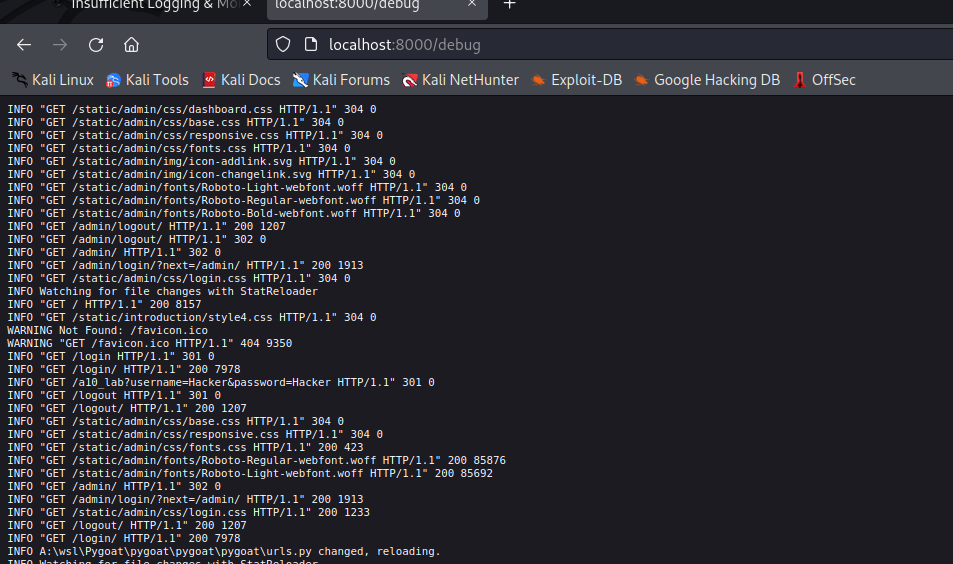 Insufficient Logging & Mo
localhost:8000/debug
localhost:8000/debug
Kali Linux Kali Tools Kali Docs Kali Forums Kali NetHunter Exploit-DB Google Hacking DB OffSec
INFO "GET /static/admin/css/dashboard.css HTTP/1.1" 304 0
INFO "GET /static/admin/css/base.css HTTP/1.1" 304 0
INFO "GET /static/admin/css/responsive.css HTTP/1.1" 304 0
INFO "GET /static/admin/css/fonts.css HTTP/1.1" 304 0
INFO "GET /static/admin/img/icon-addlink.svg HTTP/1.1" 304 0
INFO "GET /static/admin/img/icon-changelink.svg HTTP/1.1" 304 0
INFO "GET /static/admin/fonts/Roboto-Light-webfont.woff HTTP/1.1" 304 0
INFO "GET /static/admin/fonts/Roboto-Regular-webfont.woff HTTP/1.1" 304 0
INFO "GET /static/admin/fonts/Roboto-Bold-webfont.woff HTTP/1.1" 304 0
INFO "GET /admin/logout/ HTTP/1.1" 200 1207
INFO "GET /admin/logout/ HTTP/1.1" 302 0
INFO "GET /admin/ HTTP/1.1" 302 0
INFO "GET /admin/login/?next=/admin/ HTTP/1.1" 200 1913
INFO "GET /static/admin/css/login.css HTTP/1.1" 304 0
INFO Watching for file changes with StatReloader
INFO "GET / HTTP/1.1" 200 8157
INFO "GET /static/introduction/style4.css HTTP/1.1" 304 0
WARNING Not Found: /favicon.ico
WARNING "GET /favicon.ico HTTP/1.1" 404 9350
INFO "GET /login HTTP/1.1" 301 0
INFO "GET /login/ HTTP/1.1" 200 7978
INFO "GET /a10_lab?username=Hacker&password=Hacker HTTP/1.1" 301 0
INFO "GET /logout HTTP/1.1" 301 0
INFO "GET /logout/ HTTP/1.1" 200 1207
INFO "GET /static/admin/css/base.css HTTP/1.1" 304 0
INFO "GET /static/admin/css/responsive.css HTTP/1.1" 304 0
INFO "GET /static/admin/css/fonts.css HTTP/1.1" 200 423
INFO "GET /static/admin/fonts/Roboto-Regular-webfont.woff HTTP/1.1" 200 85876
INFO "GET /static/admin/fonts/Roboto-Light-webfont.woff HTTP/1.1" 200 85692
INFO "GET /admin/ HTTP/1.1" 302 0
INFO "GET /admin/login/?next=/admin/ HTTP/1.1" 200 1913
INFO "GET /static/admin/css/login.css HTTP/1.1" 200 1233
INFO "GET /logout/ HTTP/1.1" 200 1207
INFO "GET /login/ HTTP/1.1" 200 7978
INFO A:\wsl\Pygoat\pygoat\pygoat\pygoat\urls.py changed, reloading.
INFO Watching for file changes with StatReloader